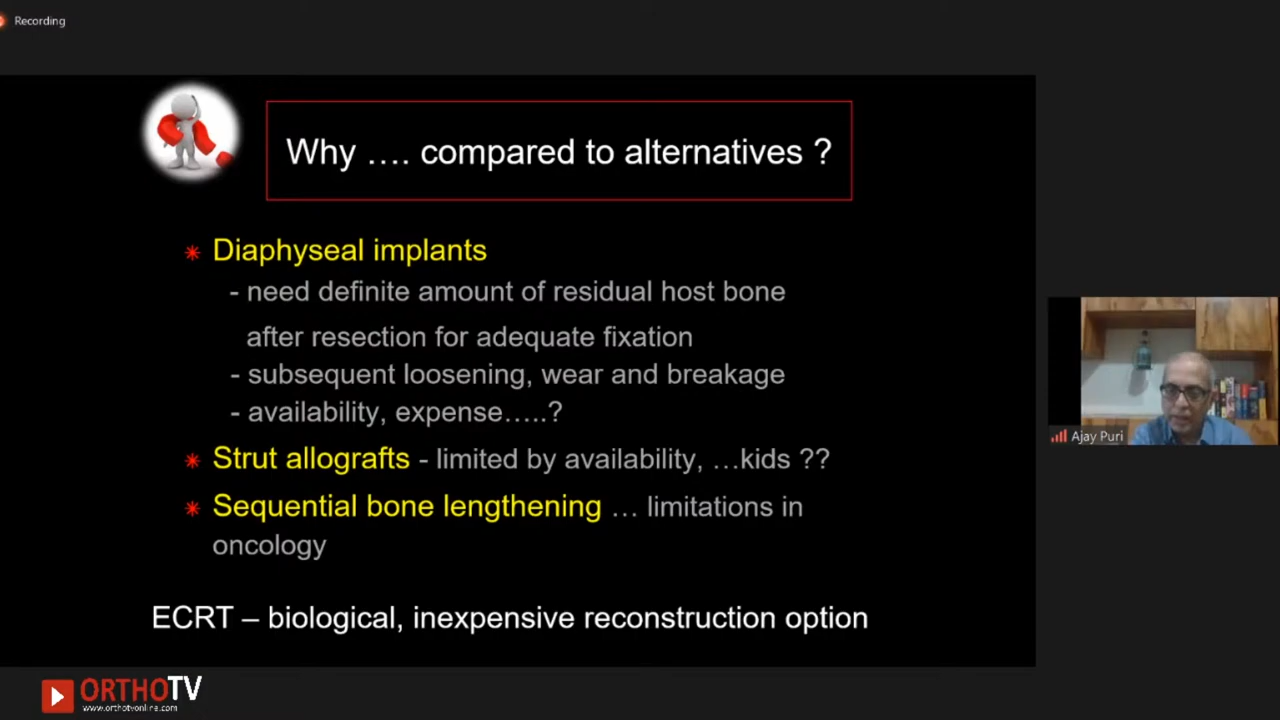 Recording
Why …. compared to alternatives ?
Diaphyseal implants
- need definite amount of residual host bone
after resection for adequate fixation
- subsequent loosening, wear and breakage
- availability, expense…..?
Strut allografts - limited by availability, …kids ??
Sequential bone lengthening … limitations in
oncology
ECRT – biological, inexpensive reconstruction option
Ajay Puri
ORTHOTV
www.orthotvonline.com